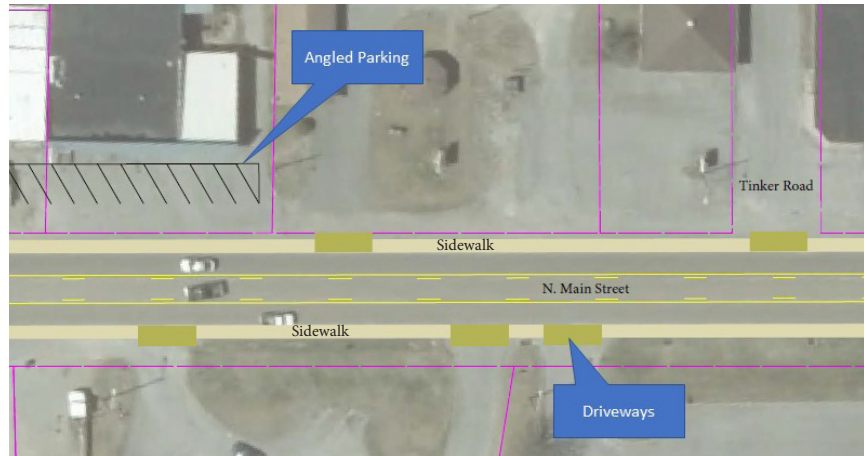 Angled Parking
Tinker Road
Sidewalk
N. Main Street
Sidewalk
Driveways